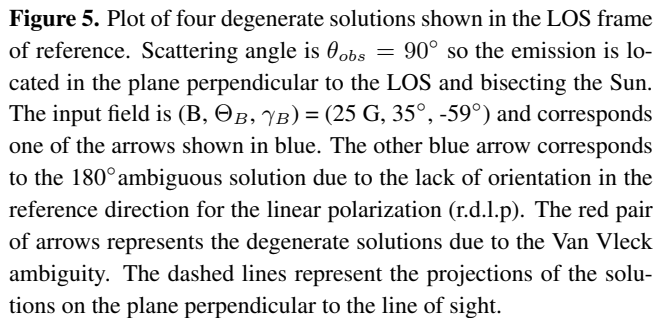 Figure 5. Plot of four degenerate solutions shown in the LOS frame
of reference. Scattering angle is θobs = 90° so the emission is lo-
cated in the plane perpendicular to the LOS and bisecting the Sun.
The input field is (B, ΘB, γB) = (25 G, 35°, -59°) and corresponds
one of the arrows shown in blue. The other blue arrow corresponds
to the 180°ambiguous solution due to the lack of orientation in the
reference direction for the linear polarization (r.d.l.p). The red pair
of arrows represents the degenerate solutions due to the Van Vleck
ambiguity. The dashed lines represent the projections of the solu-
tions on the plane perpendicular to the line of sight.